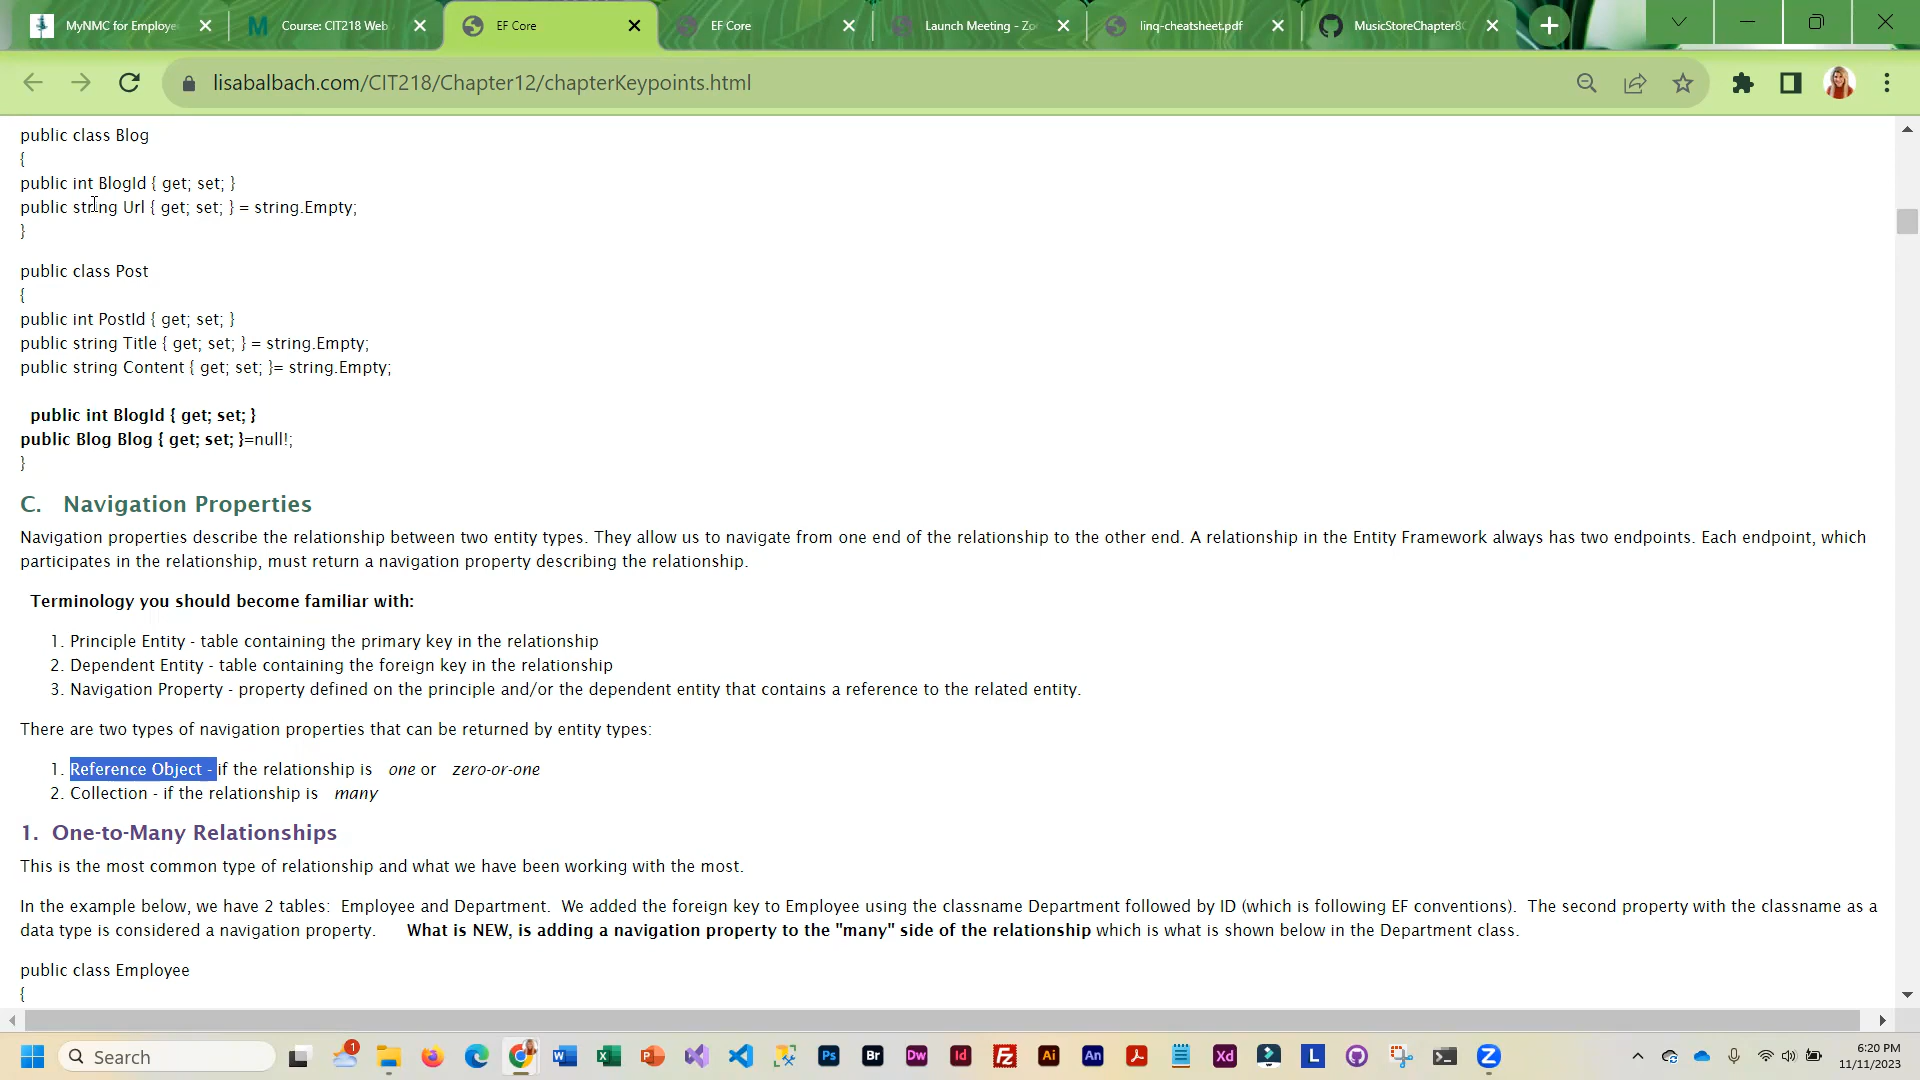 MyNMC for Employe
Course: CIT218 Web
EF Core
EF Core
Launch Meeting - Zo
linq-cheatsheet.pdf
MusicStoreChapter8
lisabalbach.com/CIT218/Chapter12/chapterKeypoints.html
public class Blog
{
public int BlogId { get; set; }
public string Url { get; set; } = string.Empty;
}
public class Post
{
public int PostId { get; set; }
public string Title { get; set; } = string.Empty;
public string Content { get; set; }= string.Empty;
public int BlogId { get; set; }
public Blog Blog { get; set; }=null!;
}
C. Navigation Properties
Navigation properties describe the relationship between two entity types. They allow us to navigate from one end of the relationship to the other end. A relationship in the Entity Framework always has two endpoints. Each endpoint, which
participates in the relationship, must return a navigation property describing the relationship.
Terminology you should become familiar with:
1. Principle Entity - table containing the primary key in the relationship
2. Dependent Entity - table containing the foreign key in the relationship
3. Navigation Property - property defined on the principle and/or the dependent entity that contains a reference to the related entity.
There are two types of navigation properties that can be returned by entity types:
1. Reference Object - if the relationship is one or zero-or-one
2. Collection - if the relationship is many
1. One-to-Many Relationships
This is the most common type of relationship and what we have been working with the most.
In the example below, we have 2 tables: Employee and Department. We added the foreign key to Employee using the classname Department followed by ID (which is following EF conventions). The second property with the classname as a
data type is considered a navigation property. What is NEW, is adding a navigation property to the "many" side of the relationship which is what is shown below in the Department class.
public class Employee
{
Search
1
Ps
Br
Dw
Id
Fz
Ai
An
Xd
L
6:20 PM
11/11/2023